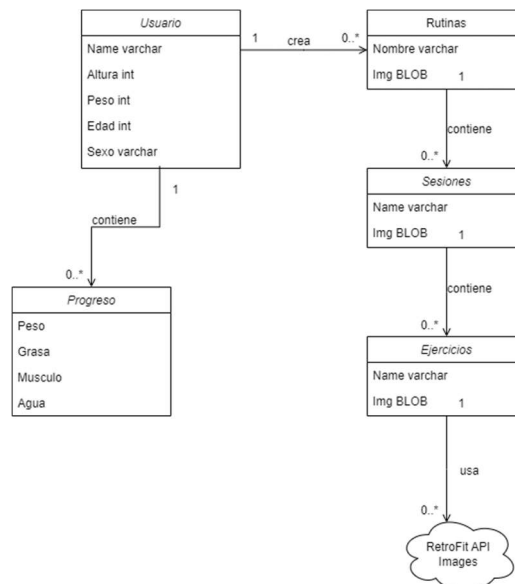 Usuario
Name varchar
Altura int
Peso int
Edad int
Sexo varchar
1
crea
0..*
Rutinas
Nombre varchar
Img BLOB
1
contiene
0..*
Sesiones
Name varchar
Img BLOB
1
contiene
0..*
Ejercicios
Name varchar
Img BLOB
1
usa
0..*
RetroFit API
Images
1
contiene
0..*
Progreso
Peso
Grasa
Musculo
Agua